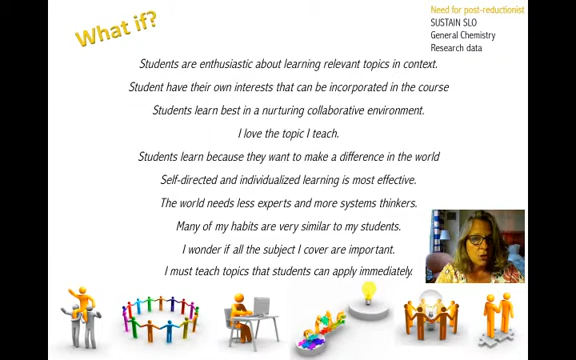 What if?
Need for post-reductionist
SUSTAIN SLO
General Chemistry
Research data
Students are enthusiastic about learning relevant topics in context.
Student have their own interests that can be incorporated in the course
Students learn best in a nurturing collaborative environment.
I love the topic I teach.
Students learn because they want to make a difference in the world
Self-directed and individualized learning is most effective.
The world needs less experts and more systems thinkers.
Many of my habits are very similar to my students.
I wonder if all the subject I cover are important.
I must teach topics that students can apply immediately.